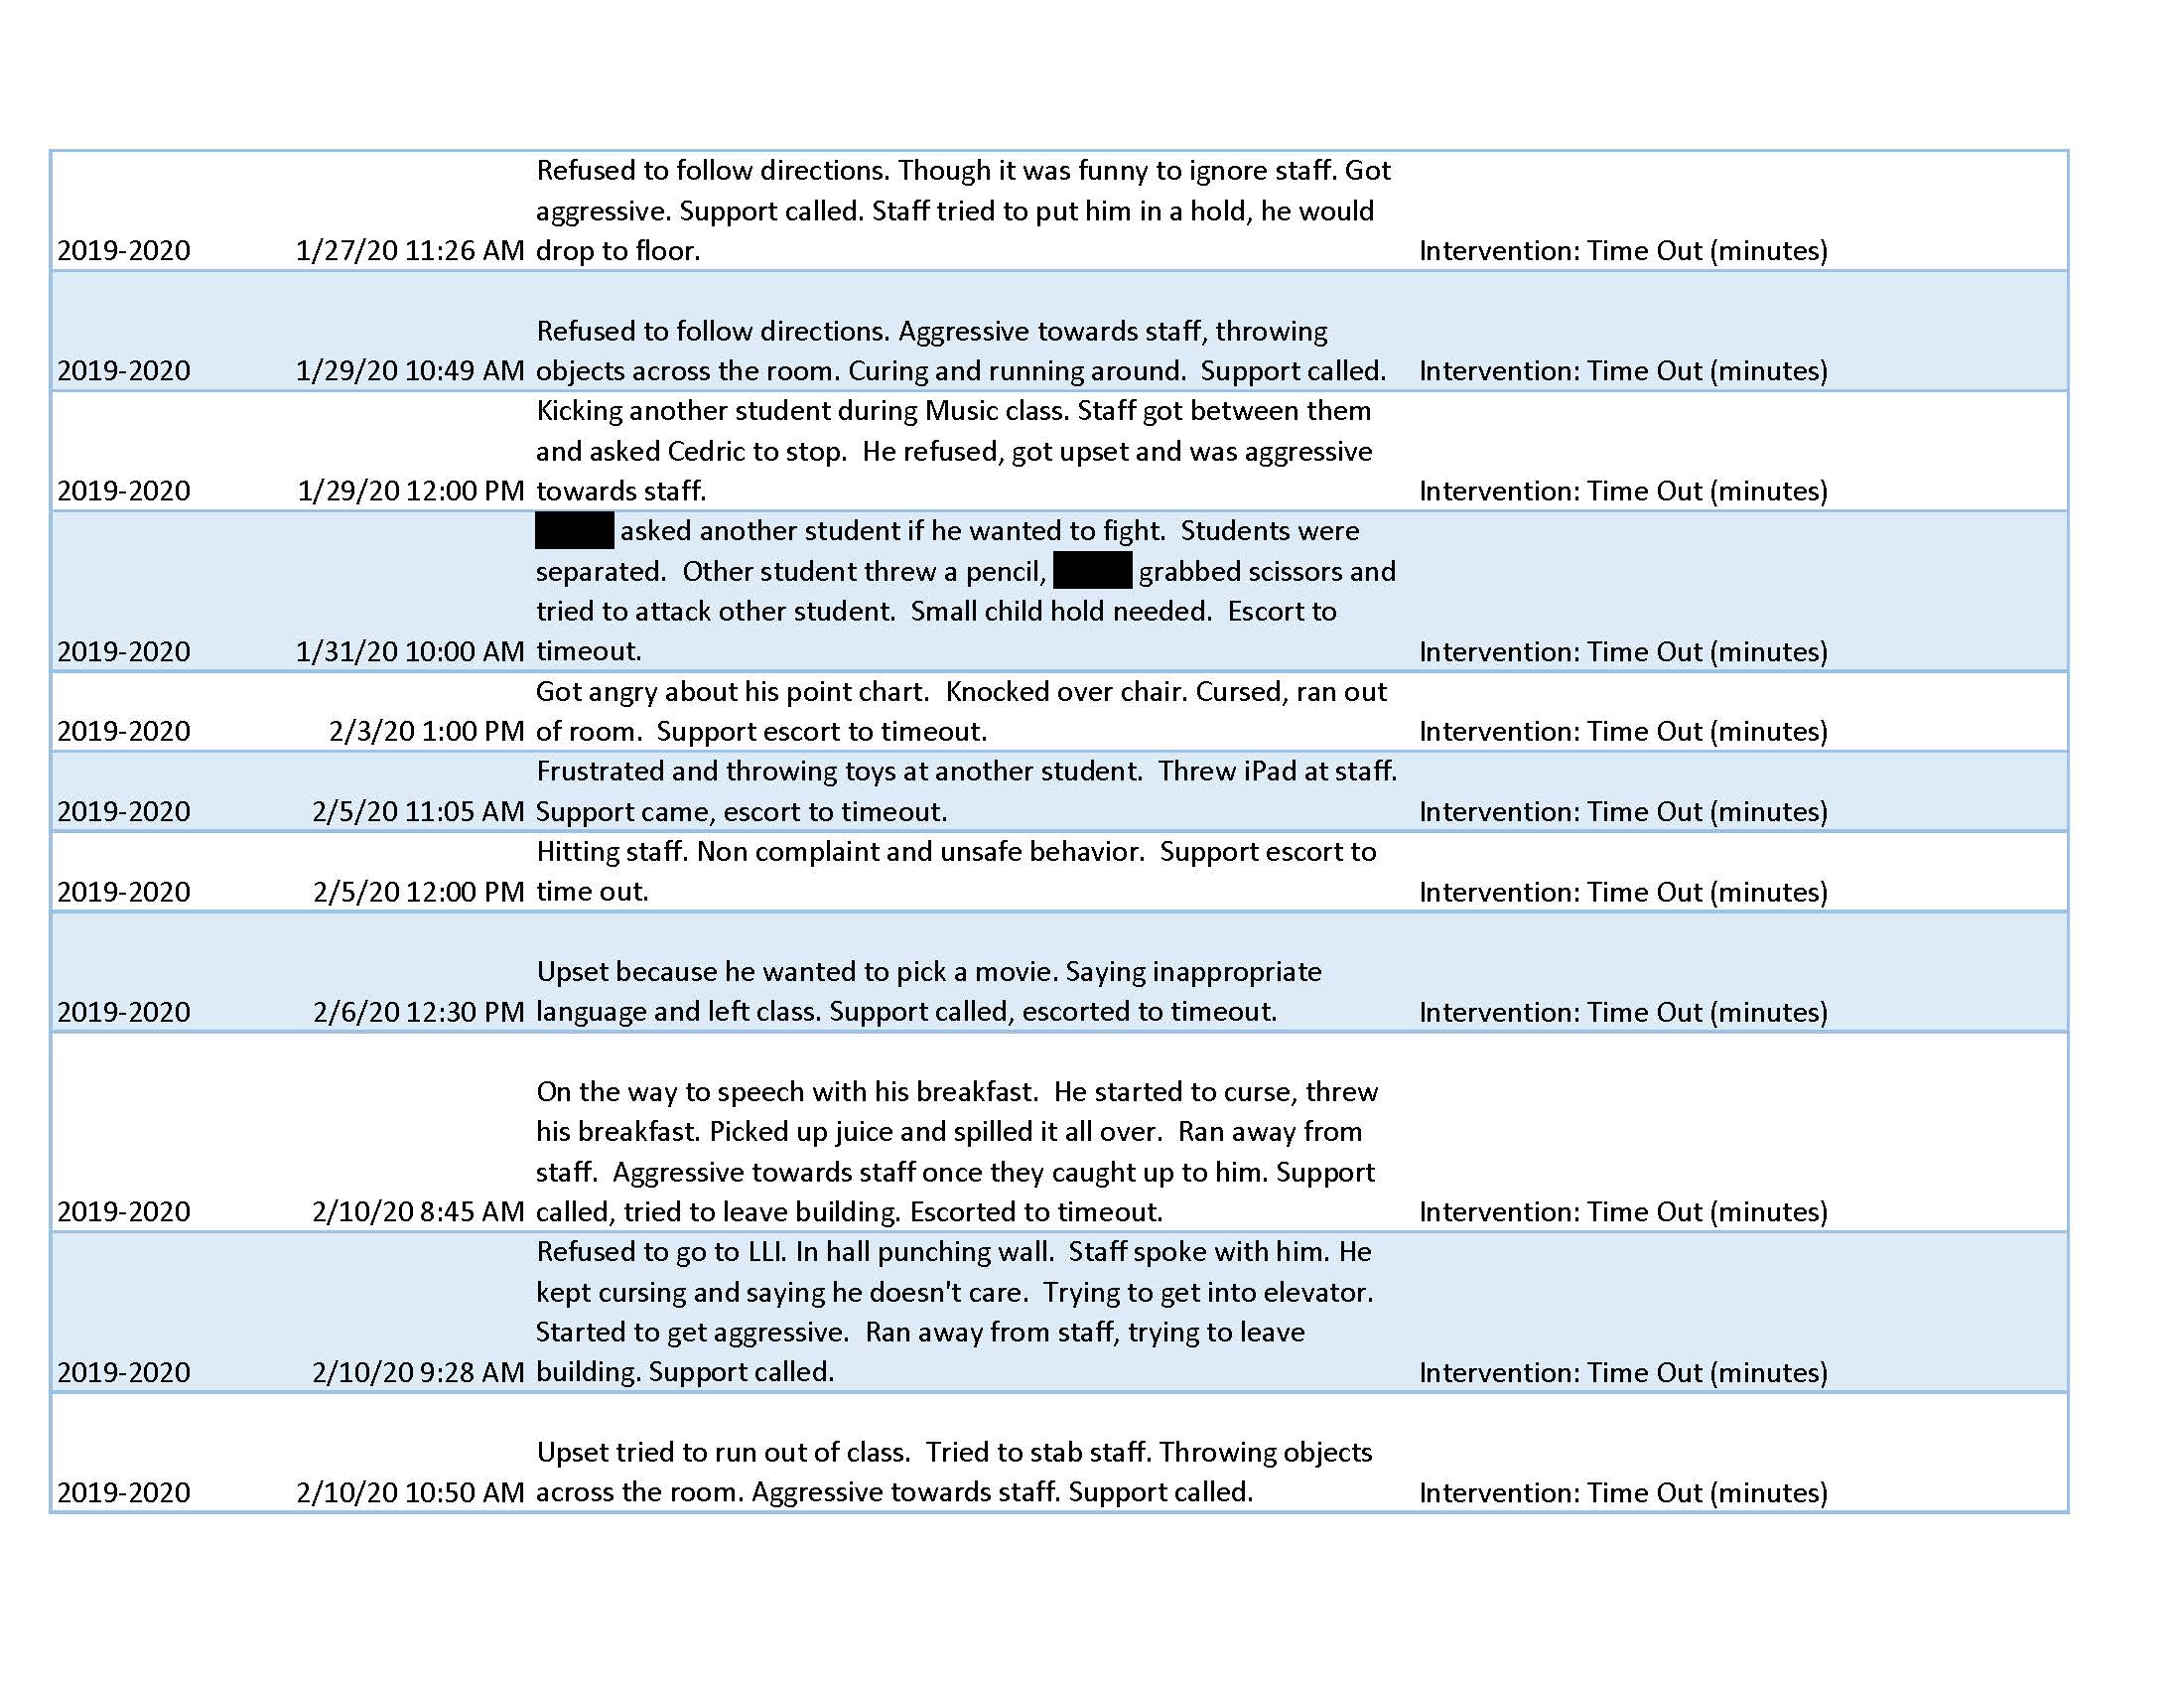 Refused to follow directions. Though it was funny to ignore staff. Got
aggressive. Support called. Staff tried to put him in a hold, he would
2019-2020 1/27/20 11:26 AM drop to floor. Intervention: Time Out (minutes)
Refused to follow directions. Aggressive towards staff, throwing
2019-2020 1/29/20 10:49 AM objects across the room. Curing and running around.  Support called. Intervention: Time Out (minutes)
Kicking another student during Music class. Staff got between them
and asked Cedric to stop.  He refused, got upset and was aggressive
2019-2020 1/29/20 12:00 PM towards staff. Intervention: Time Out (minutes)
asked another student if he wanted to fight.  Students were
separated.  Other student threw a pencil, grabbed scissors and
tried to attack other student.  Small child hold needed.  Escort to
2019-2020 1/31/20 10:00 AM timeout. Intervention: Time Out (minutes)
Got angry about his point chart.  Knocked over chair. Cursed, ran out
2019-2020 2/3/20 1:00 PM of room.  Support escort to timeout. Intervention: Time Out (minutes)
Frustrated and throwing toys at another student.  Threw iPad at staff.
2019-2020 2/5/20 11:05 AM Support came, escort to timeout. Intervention: Time Out (minutes)
Hitting staff. Non complaint and unsafe behavior.  Support escort to
2019-2020 2/5/20 12:00 PM time out. Intervention: Time Out (minutes)
Upset because he wanted to pick a movie. Saying inappropriate
2019-2020 2/6/20 12:30 PM language and left class. Support called, escorted to timeout. Intervention: Time Out (minutes)
On the way to speech with his breakfast.  He started to curse, threw
his breakfast. Picked up juice and spilled it all over.  Ran away from
staff.  Aggressive towards staff once they caught up to him. Support
2019-2020 2/10/20 8:45 AM called, tried to leave building. Escorted to timeout. Intervention: Time Out (minutes)
Refused to go to LLI. In hall punching wall.  Staff spoke with him. He
kept cursing and saying he doesn't care.  Trying to get into elevator.
Started to get aggressive.  Ran away from staff, trying to leave
2019-2020 2/10/20 9:28 AM building. Support called. Intervention: Time Out (minutes)
Upset tried to run out of class.  Tried to stab staff. Throwing objects
2019-2020 2/10/20 10:50 AM across the room. Aggressive towards staff. Support called. Intervention: Time Out (minutes)